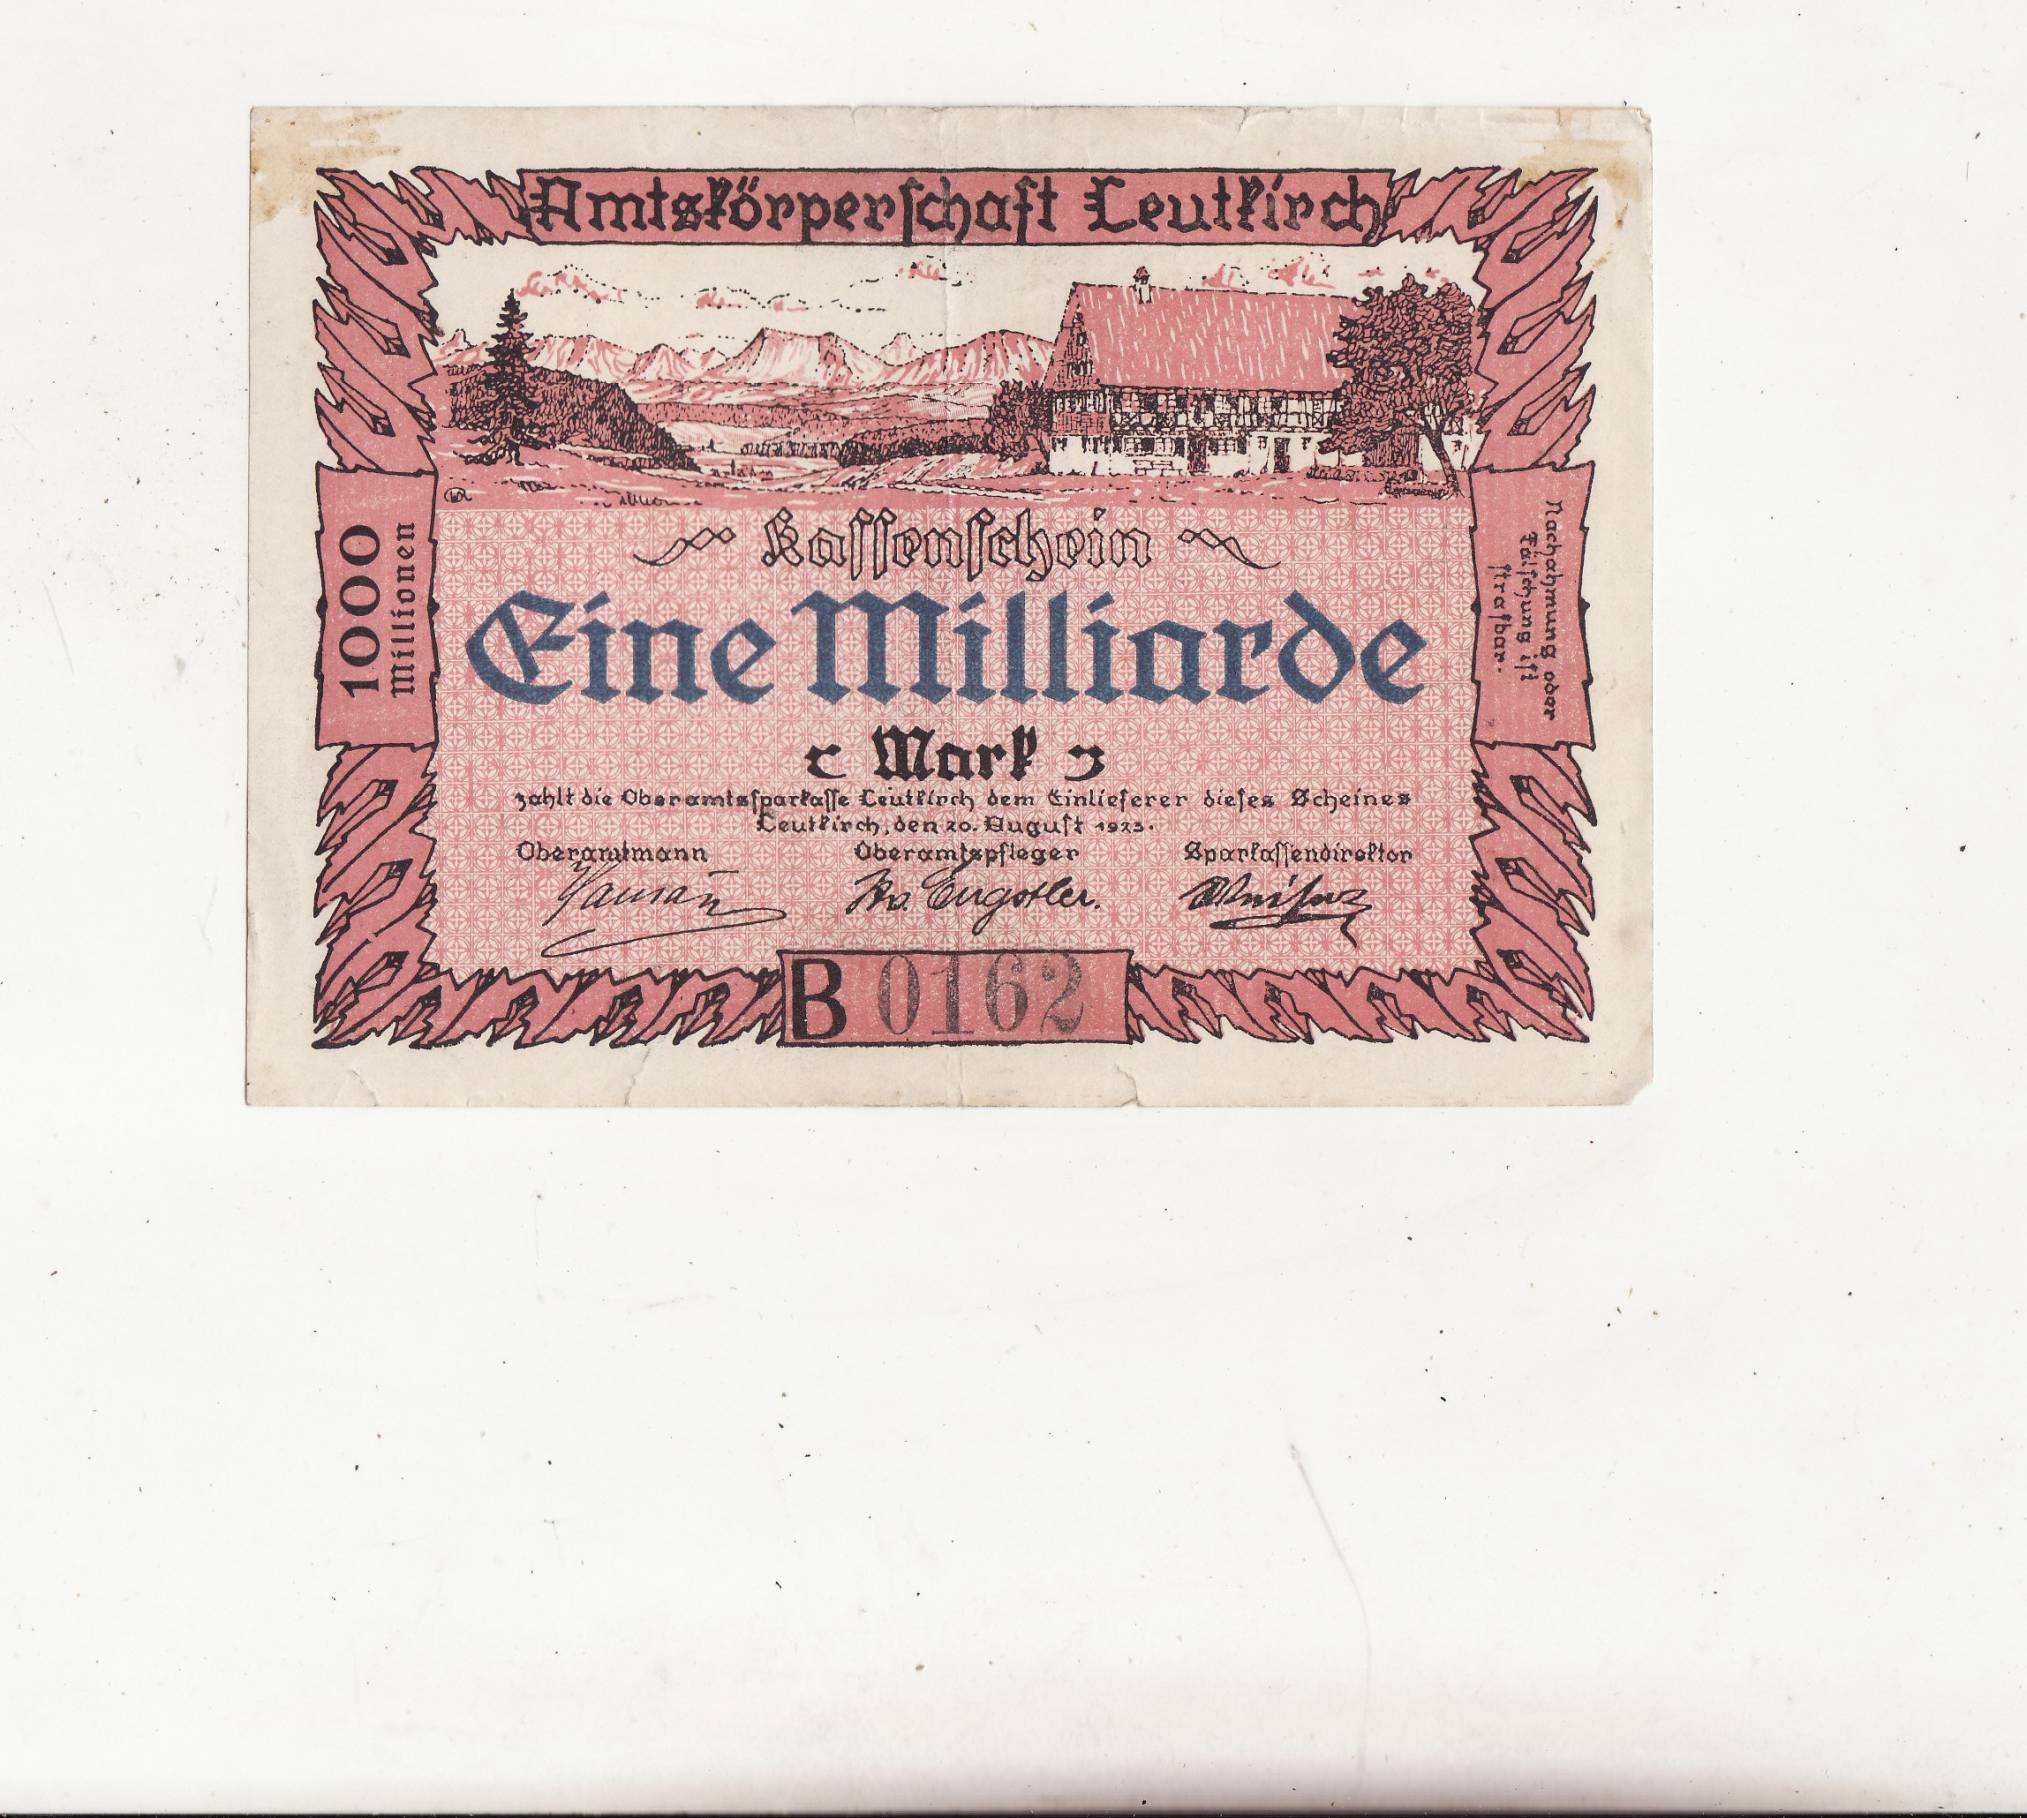 Amtskörperſchaft Leutkirch
Kaſſenſchein
1000
Millionen
Eine Milliarde
Mark
zahlt die Oberamtsſparkaſſe Leutkirch dem Einlieferer dieſes Scheines
Leutkirch, den 20. Auguſt 1923.
Oberamtmann Oberamtspfleger Sparkaſſendirektor
Engstler.
B 0162
Nachahmung oder
Fälſchung iſt
ſtrafbar.